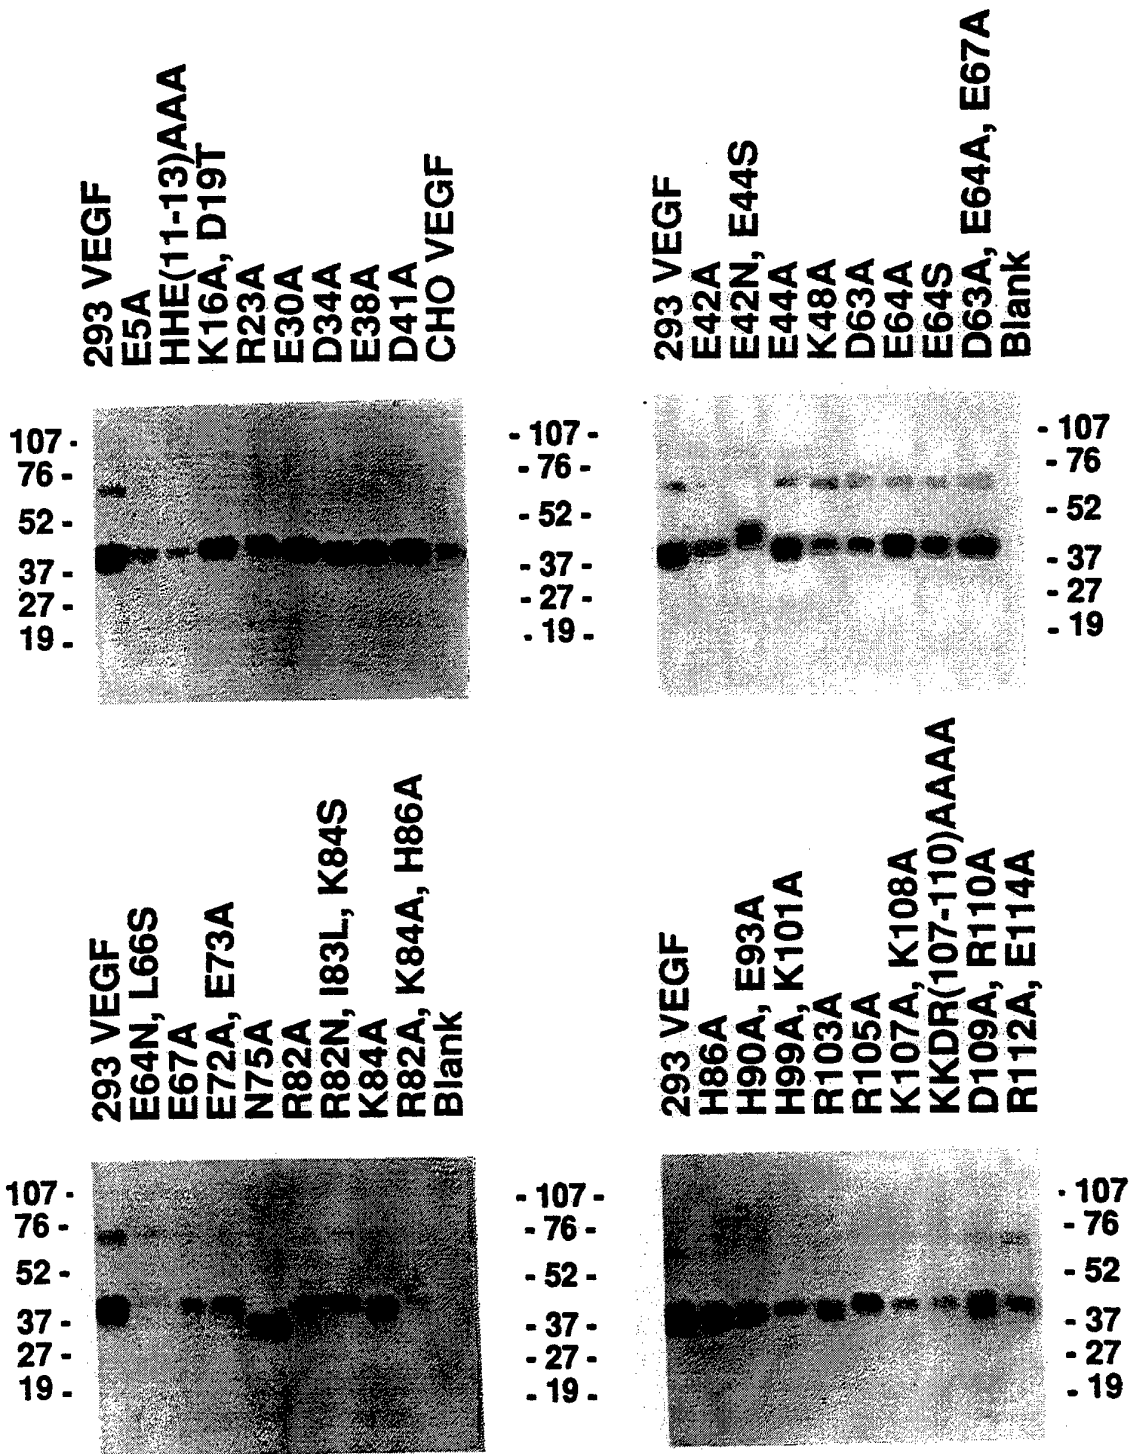 293 VEGF
E5A
HHE(11-13)AAA
K16A, D19T
R23A
E30A
D34A
E38A
D41A
CHO VEGF
107 -
76 -
52 -
37 -
27 -
19 -
293 VEGF
E42A
E42N, E44S
E44A
K48A
D63A
E64A
E64S
D63A, E64A, E67A
Blank
- 107 -
- 76 -
- 52 -
- 37 -
- 27 -
- 19 -
- 107
- 76
- 52
- 37
- 27
- 19
293 VEGF
E64N, L66S
E67A
E72A, E73A
N75A
R82A
R82N, I83L, K84S
K84A
R82A, K84A, H86A
Blank
107 -
76 -
52 -
37 -
27 -
19 -
293 VEGF
H86A
H90A, E93A
H99A, K101A
R103A
R105A
K107A, K108A
KKDR(107-110)AAAA
D109A, R110A
R112A, E114A
- 107 -
- 76 -
- 52 -
- 37 -
- 27 -
- 19 -
- 107
- 76
- 52
- 37
- 27
- 19